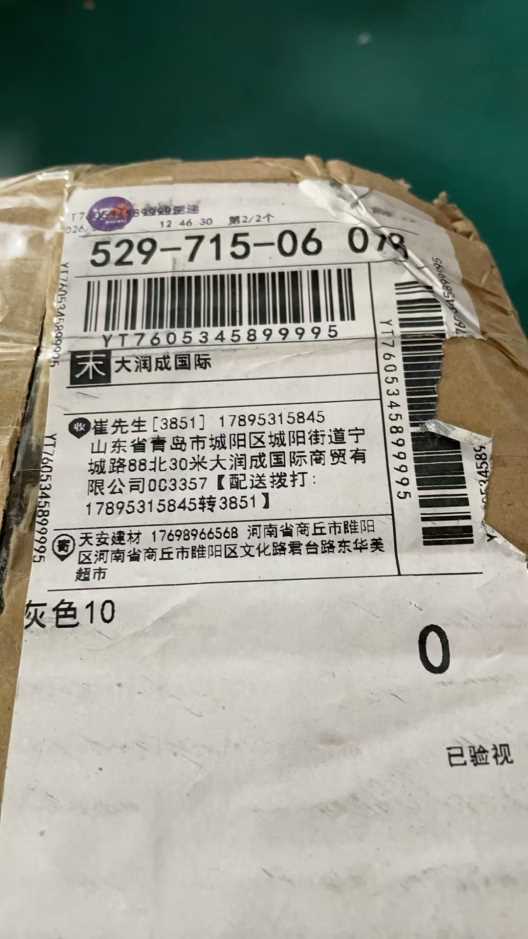 12 46 30 第2/2个
529-715-06 078
YT7605345899995
末 大润成国际
收 崔先生[3851] 17895315845
山东省青岛市城阳区城阳街道宁
城路88北30米大润成国际商贸有
限公司003357【配送拨打:
17895315845转3851】
寄 天安建材 17698966568 河南省商丘市睢阳
区河南省商丘市睢阳区文化路君台路东华美
超市
YT7605345899995
YT7605345899995
YT7605345899995
灰色10
0
已验视